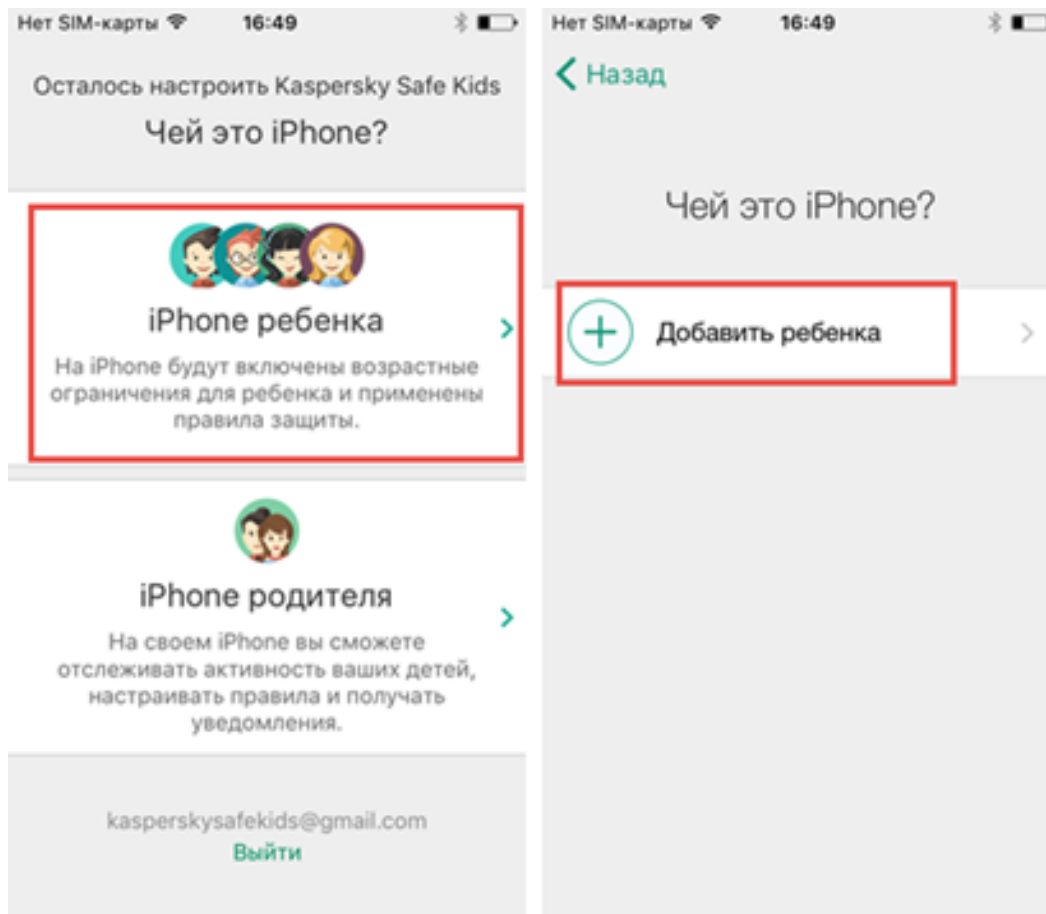 Нет SIM-карты 16:49
Осталось настроить Kaspersky Safe Kids
Чей это iPhone?
iPhone ребенка
На iPhone будут включены возрастные
ограничения для ребенка и применены
правила защиты.
iPhone родителя
На своем iPhone вы сможете
отслеживать активность ваших детей,
настраивать правила и получать
уведомления.
kasperskysafekids@gmail.com
Выйти
Нет SIM-карты 16:49
Назад
Чей это iPhone?
Добавить ребенка